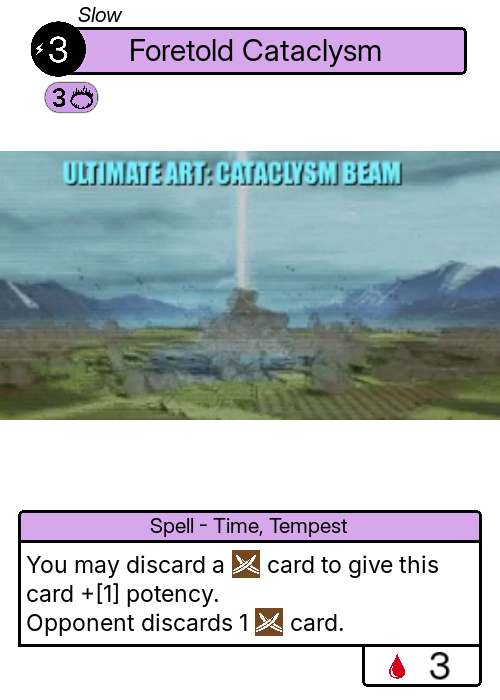 Slow
3 Foretold Cataclysm
3
ULTIMATE ART: CATACLYSM BEAM
Spell - Time, Tempest
You may discard a card to give this
card +[1] potency.
Opponent discards 1 card.
3